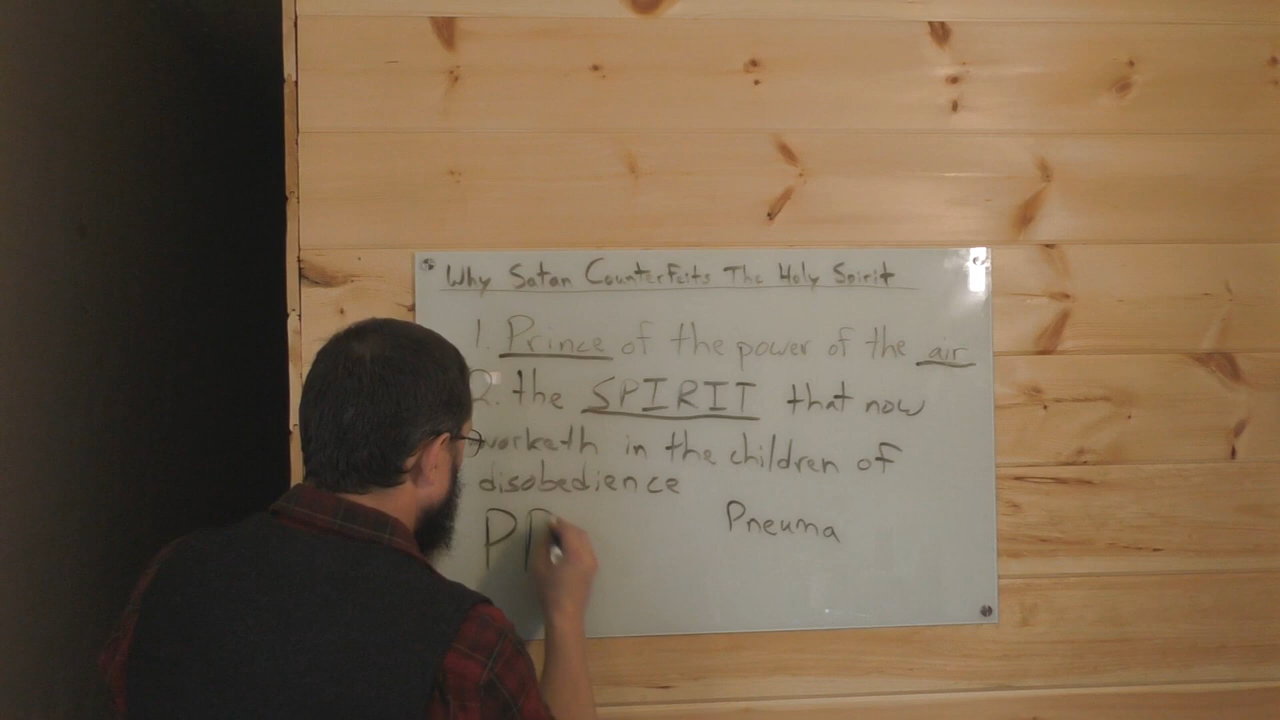 Why Satan Counterfeits The Holy Spirit
1. Prince of the power of the air
2. the SPIRIT that now
worketh in the children of
disobedience
Pneuma